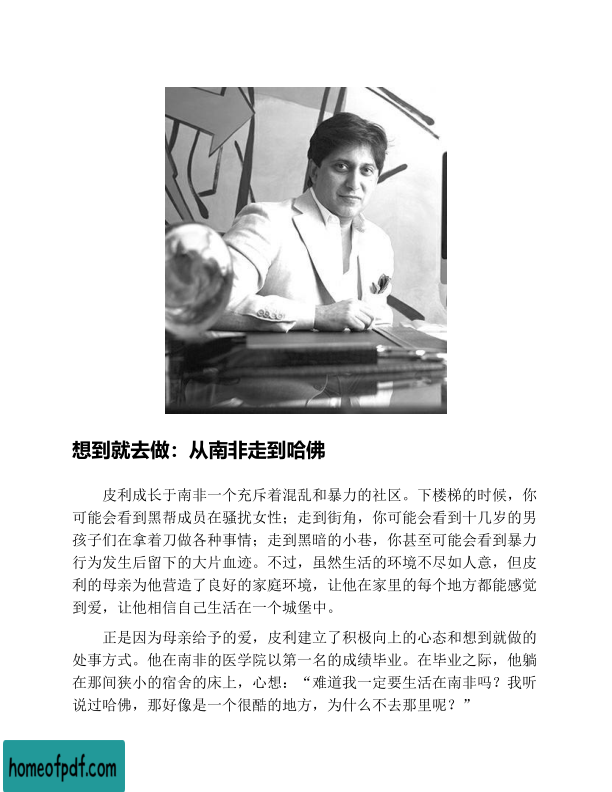 想到就去做：从南非走到哈佛
皮利成长于南非一个充斥着混乱和暴力的社区。下楼梯的时候，你
可能会看到黑帮成员在骚扰女性；走到街角，你可能会看到十几岁的男
孩子们在拿着刀做各种事情；走到黑暗的小巷，你甚至可能会看到暴力
行为发生后留下的大片血迹。不过，虽然生活的环境不尽如人意，但皮
利的母亲为他营造了良好的家庭环境，让他在家里的每个地方都能感觉
到爱，让他相信自己生活在一个城堡中。
正是因为母亲给予的爱，皮利建立了积极向上的心态和想到就做的
处事方式。他在南非的医学院以第一名的成绩毕业。在毕业之际，他躺
在那间狭小的宿舍的床上，心想：“难道我一定要生活在南非吗？我听
说过哈佛，那好像是一个很酷的地方，为什么不去那里呢？”
homeofpdf.com